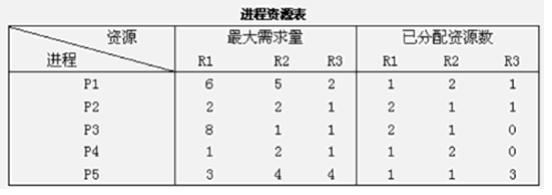 进程资源表
资源 最大需求量 已分配资源数
进程 R1 R2 R3 R1 R2 R3
P1 6 5 2 1 2 1
P2 2 2 1 2 1 1
P3 8 1 1 2 1 0
P4 1 2 1 1 2 0
P5 3 4 4 1 1 3